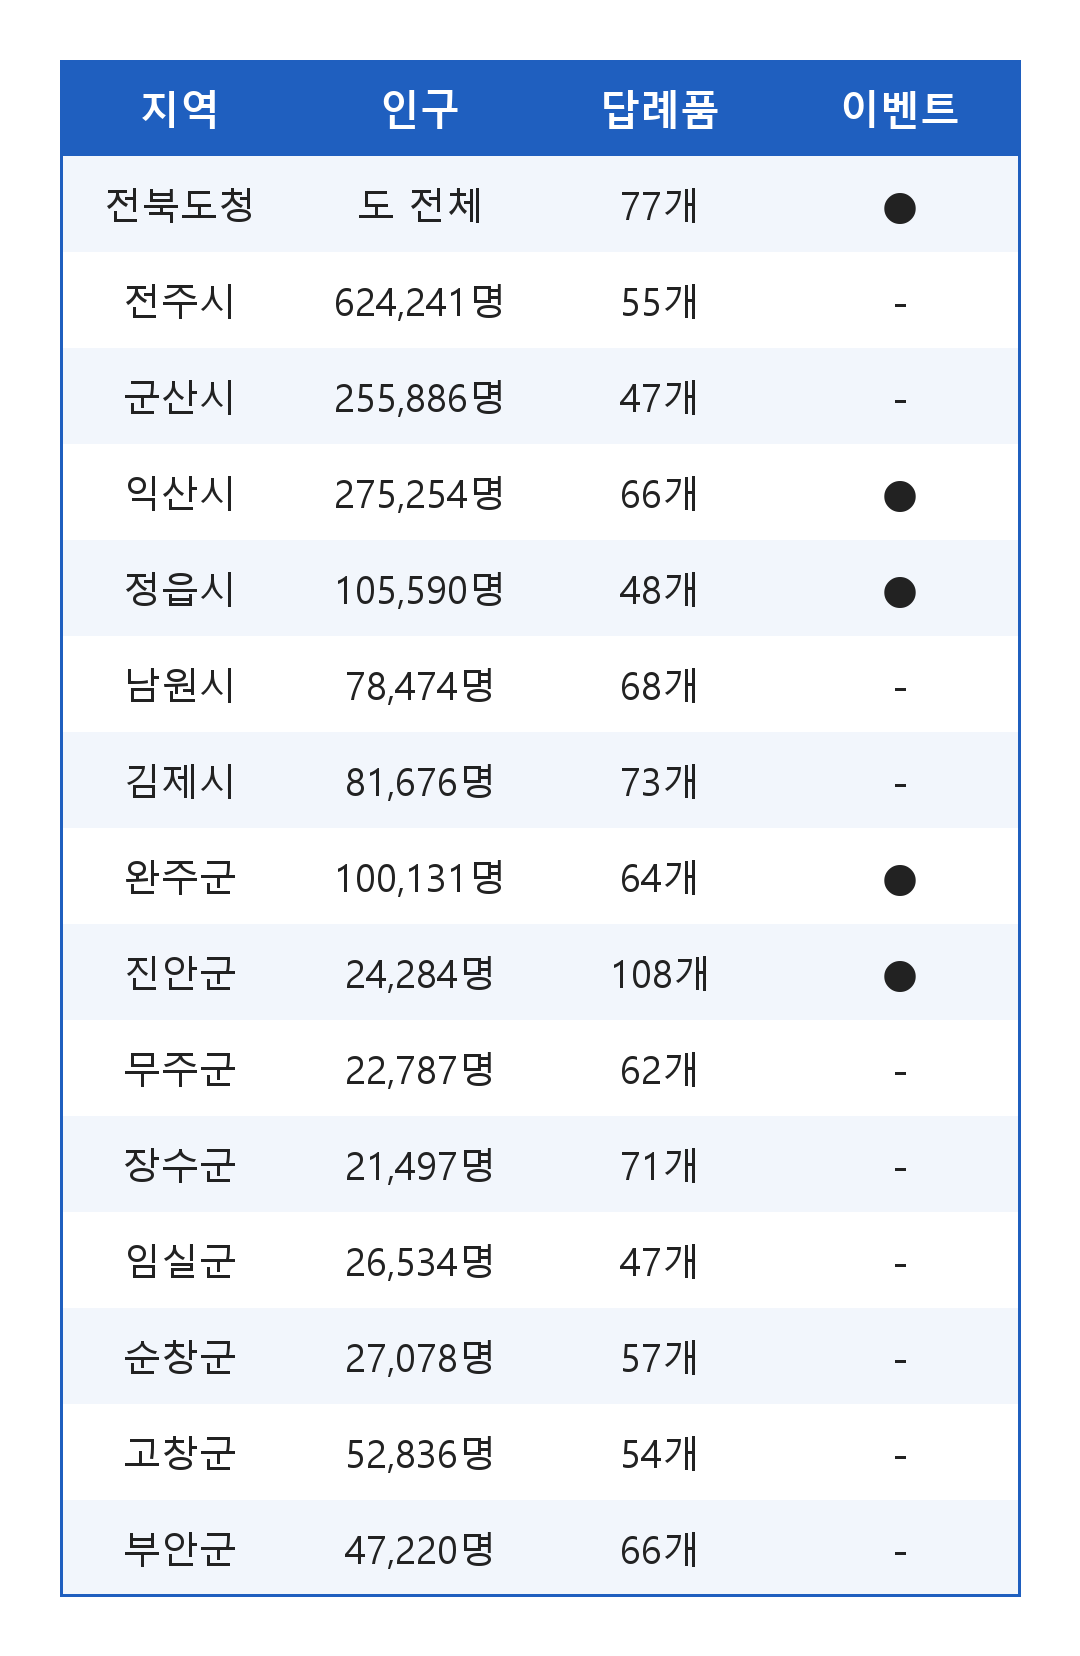 지역 인구 답례품 이벤트
전북도청 도 전체 77개 ●
전주시 624,241명 55개 -
군산시 255,886명 47개 -
익산시 275,254명 66개 ●
정읍시 105,590명 48개 ●
남원시 78,474명 68개 -
김제시 81,676명 73개 -
완주군 100,131명 64개 ●
진안군 24,284명 108개 ●
무주군 22,787명 62개 -
장수군 21,497명 71개 -
임실군 26,534명 47개 -
순창군 27,078명 57개 -
고창군 52,836명 54개 -
부안군 47,220명 66개 -